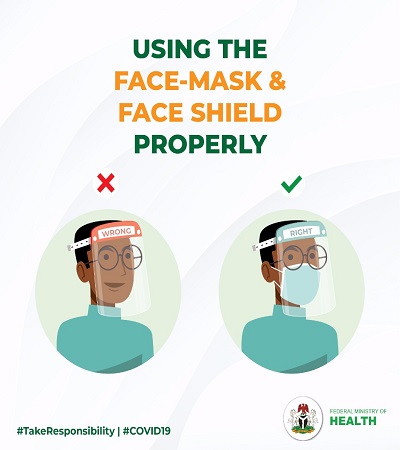 USING THE
FACE-MASK &
FACE SHIELD
PROPERLY
WRONG
RIGHT
#TakeResponsibility | #COVID19
FEDERAL MINISTRY OF
HEALTH